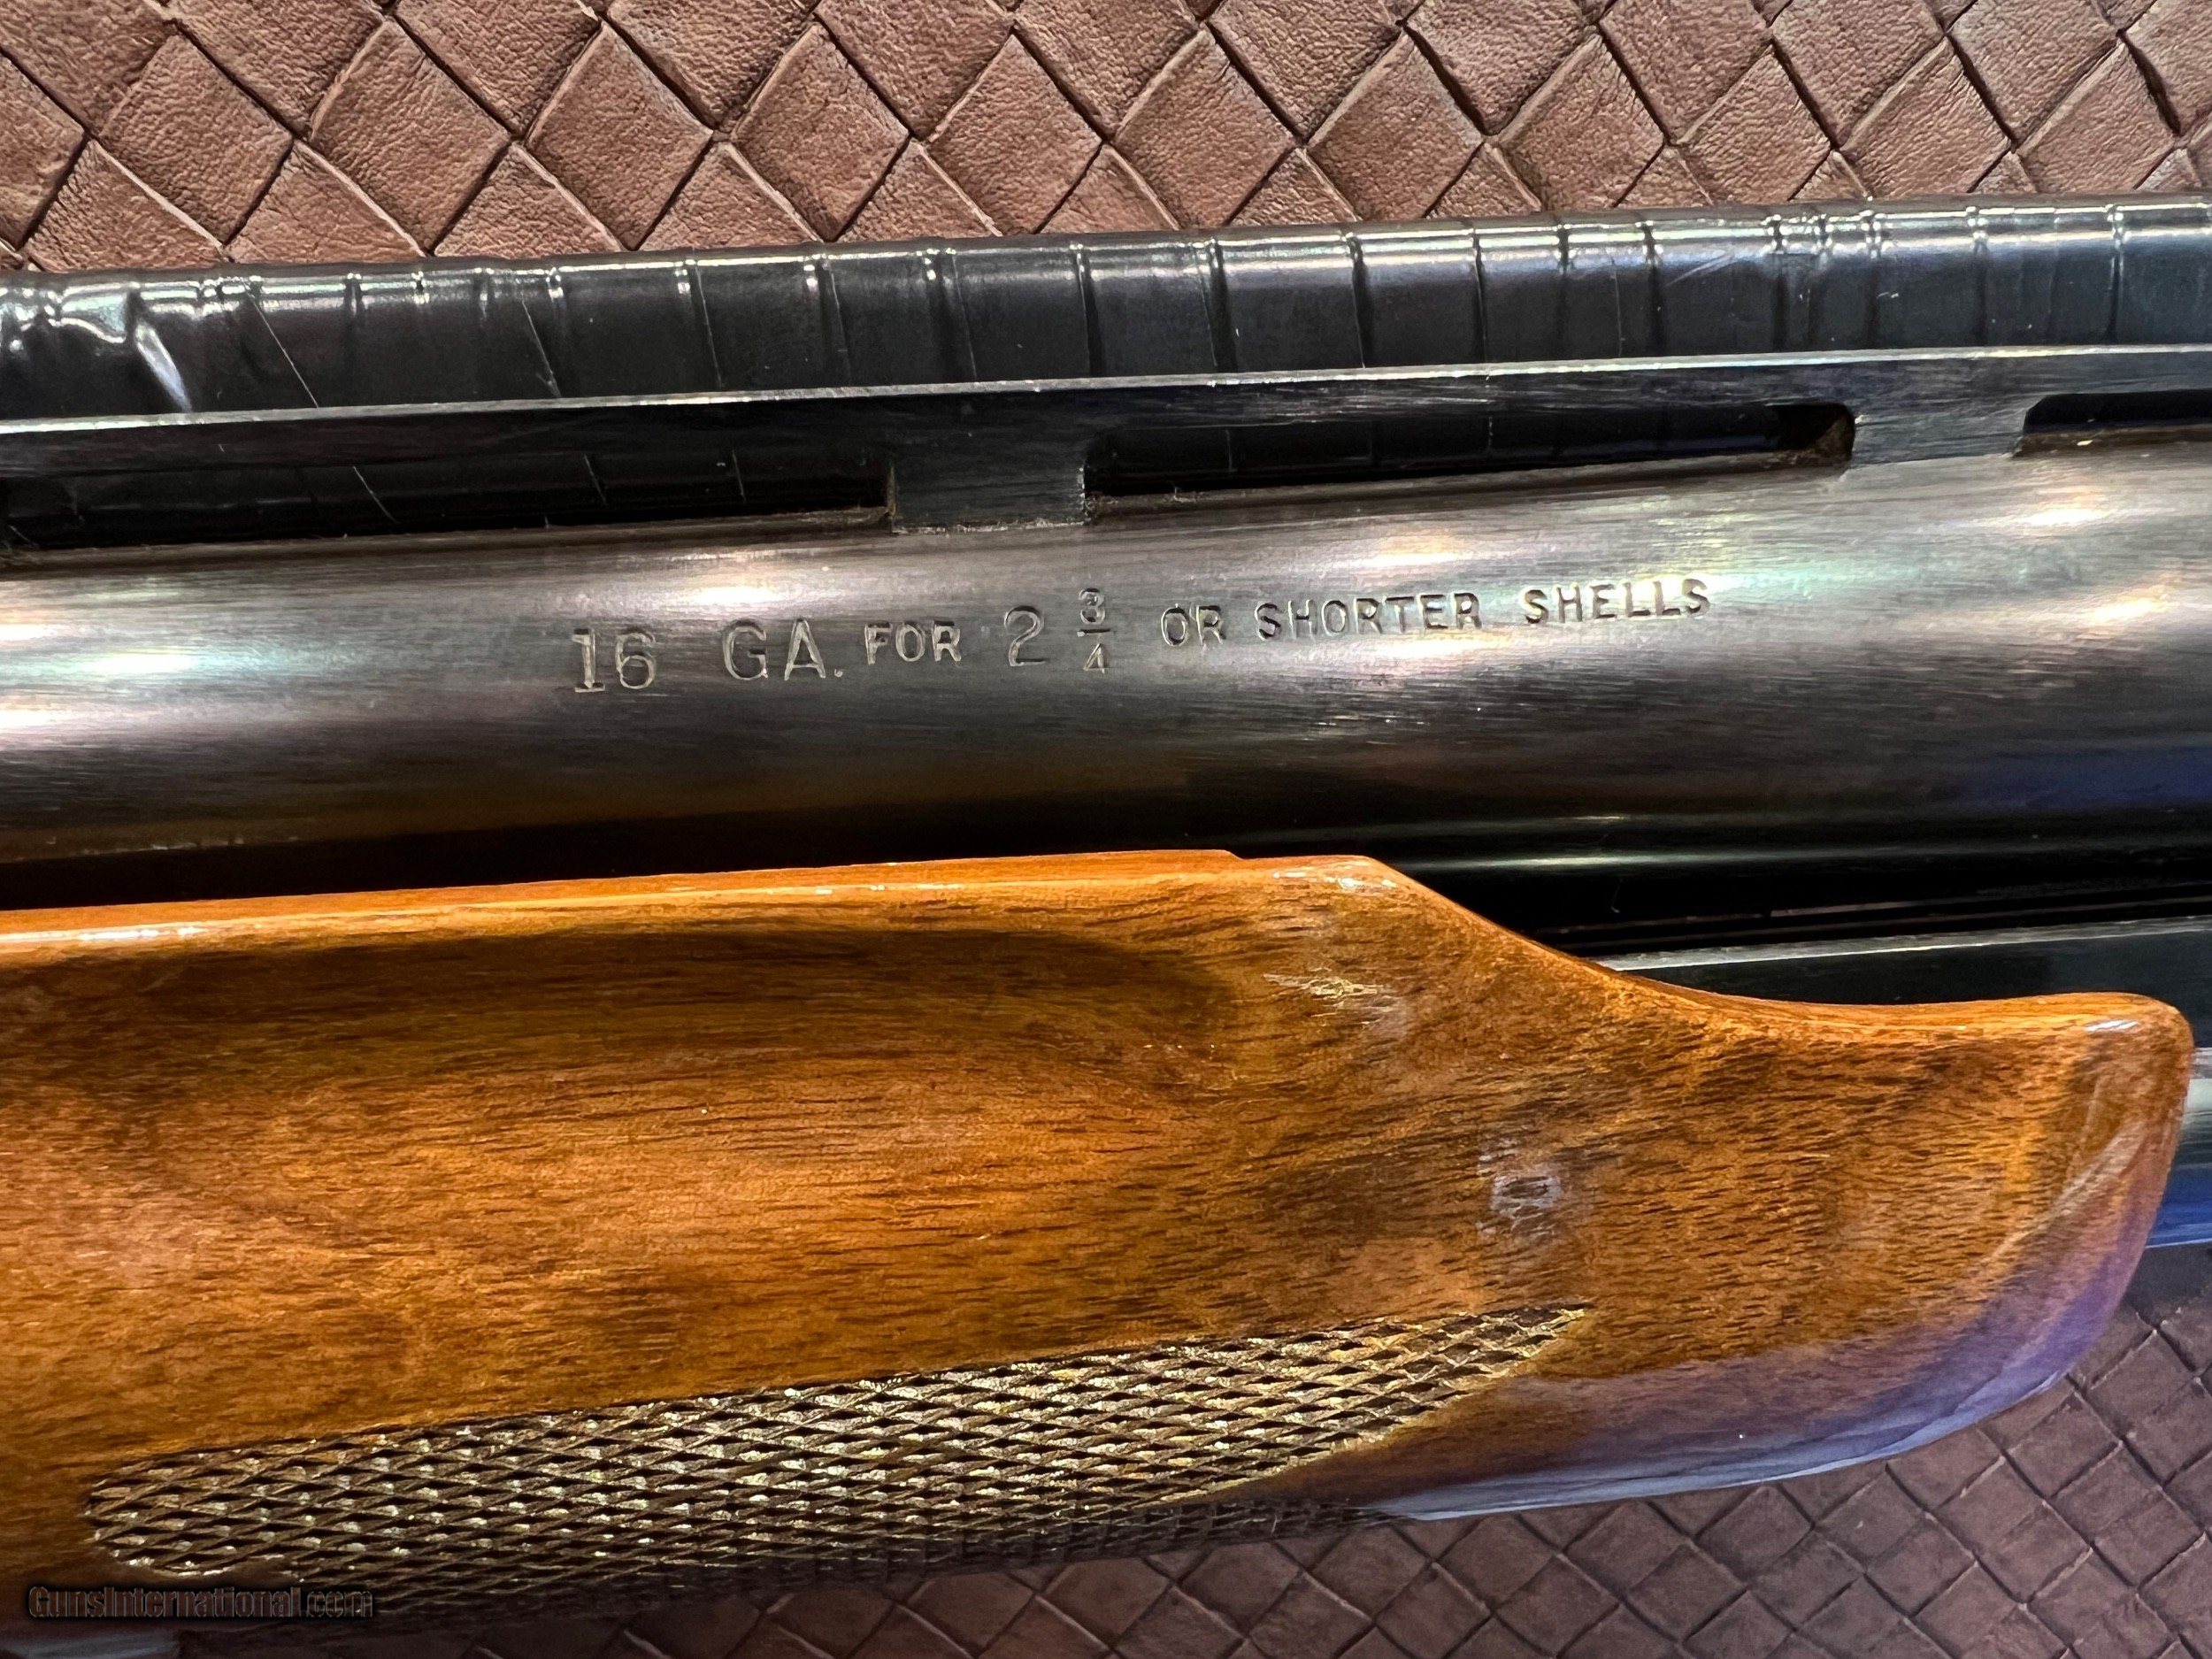 16 GA. FOR 2 3/4 OR SHORTER SHELLS
GunsInternational.com